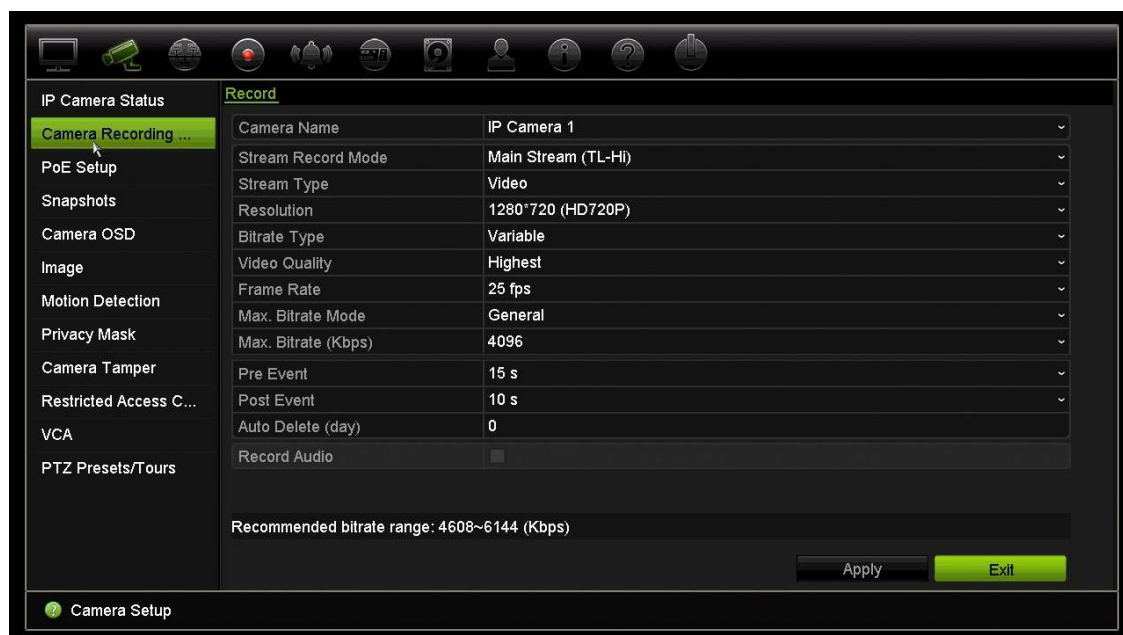 IP Camera Status
Camera Recording ...
PoE Setup
Snapshots
Camera OSD
Image
Motion Detection
Privacy Mask
Camera Tamper
Restricted Access C...
VCA
PTZ Presets/Tours
Record
Camera Name IP Camera 1
Stream Record Mode Main Stream (TL-Hi)
Stream Type Video
Resolution 1280*720 (HD720P)
Bitrate Type Variable
Video Quality Highest
Frame Rate 25 fps
Max. Bitrate Mode General
Max. Bitrate (Kbps) 4096
Pre Event 15 s
Post Event 10 s
Auto Delete (day) 0
Record Audio
Recommended bitrate range: 4608~6144 (Kbps)
Apply Exit
Camera Setup